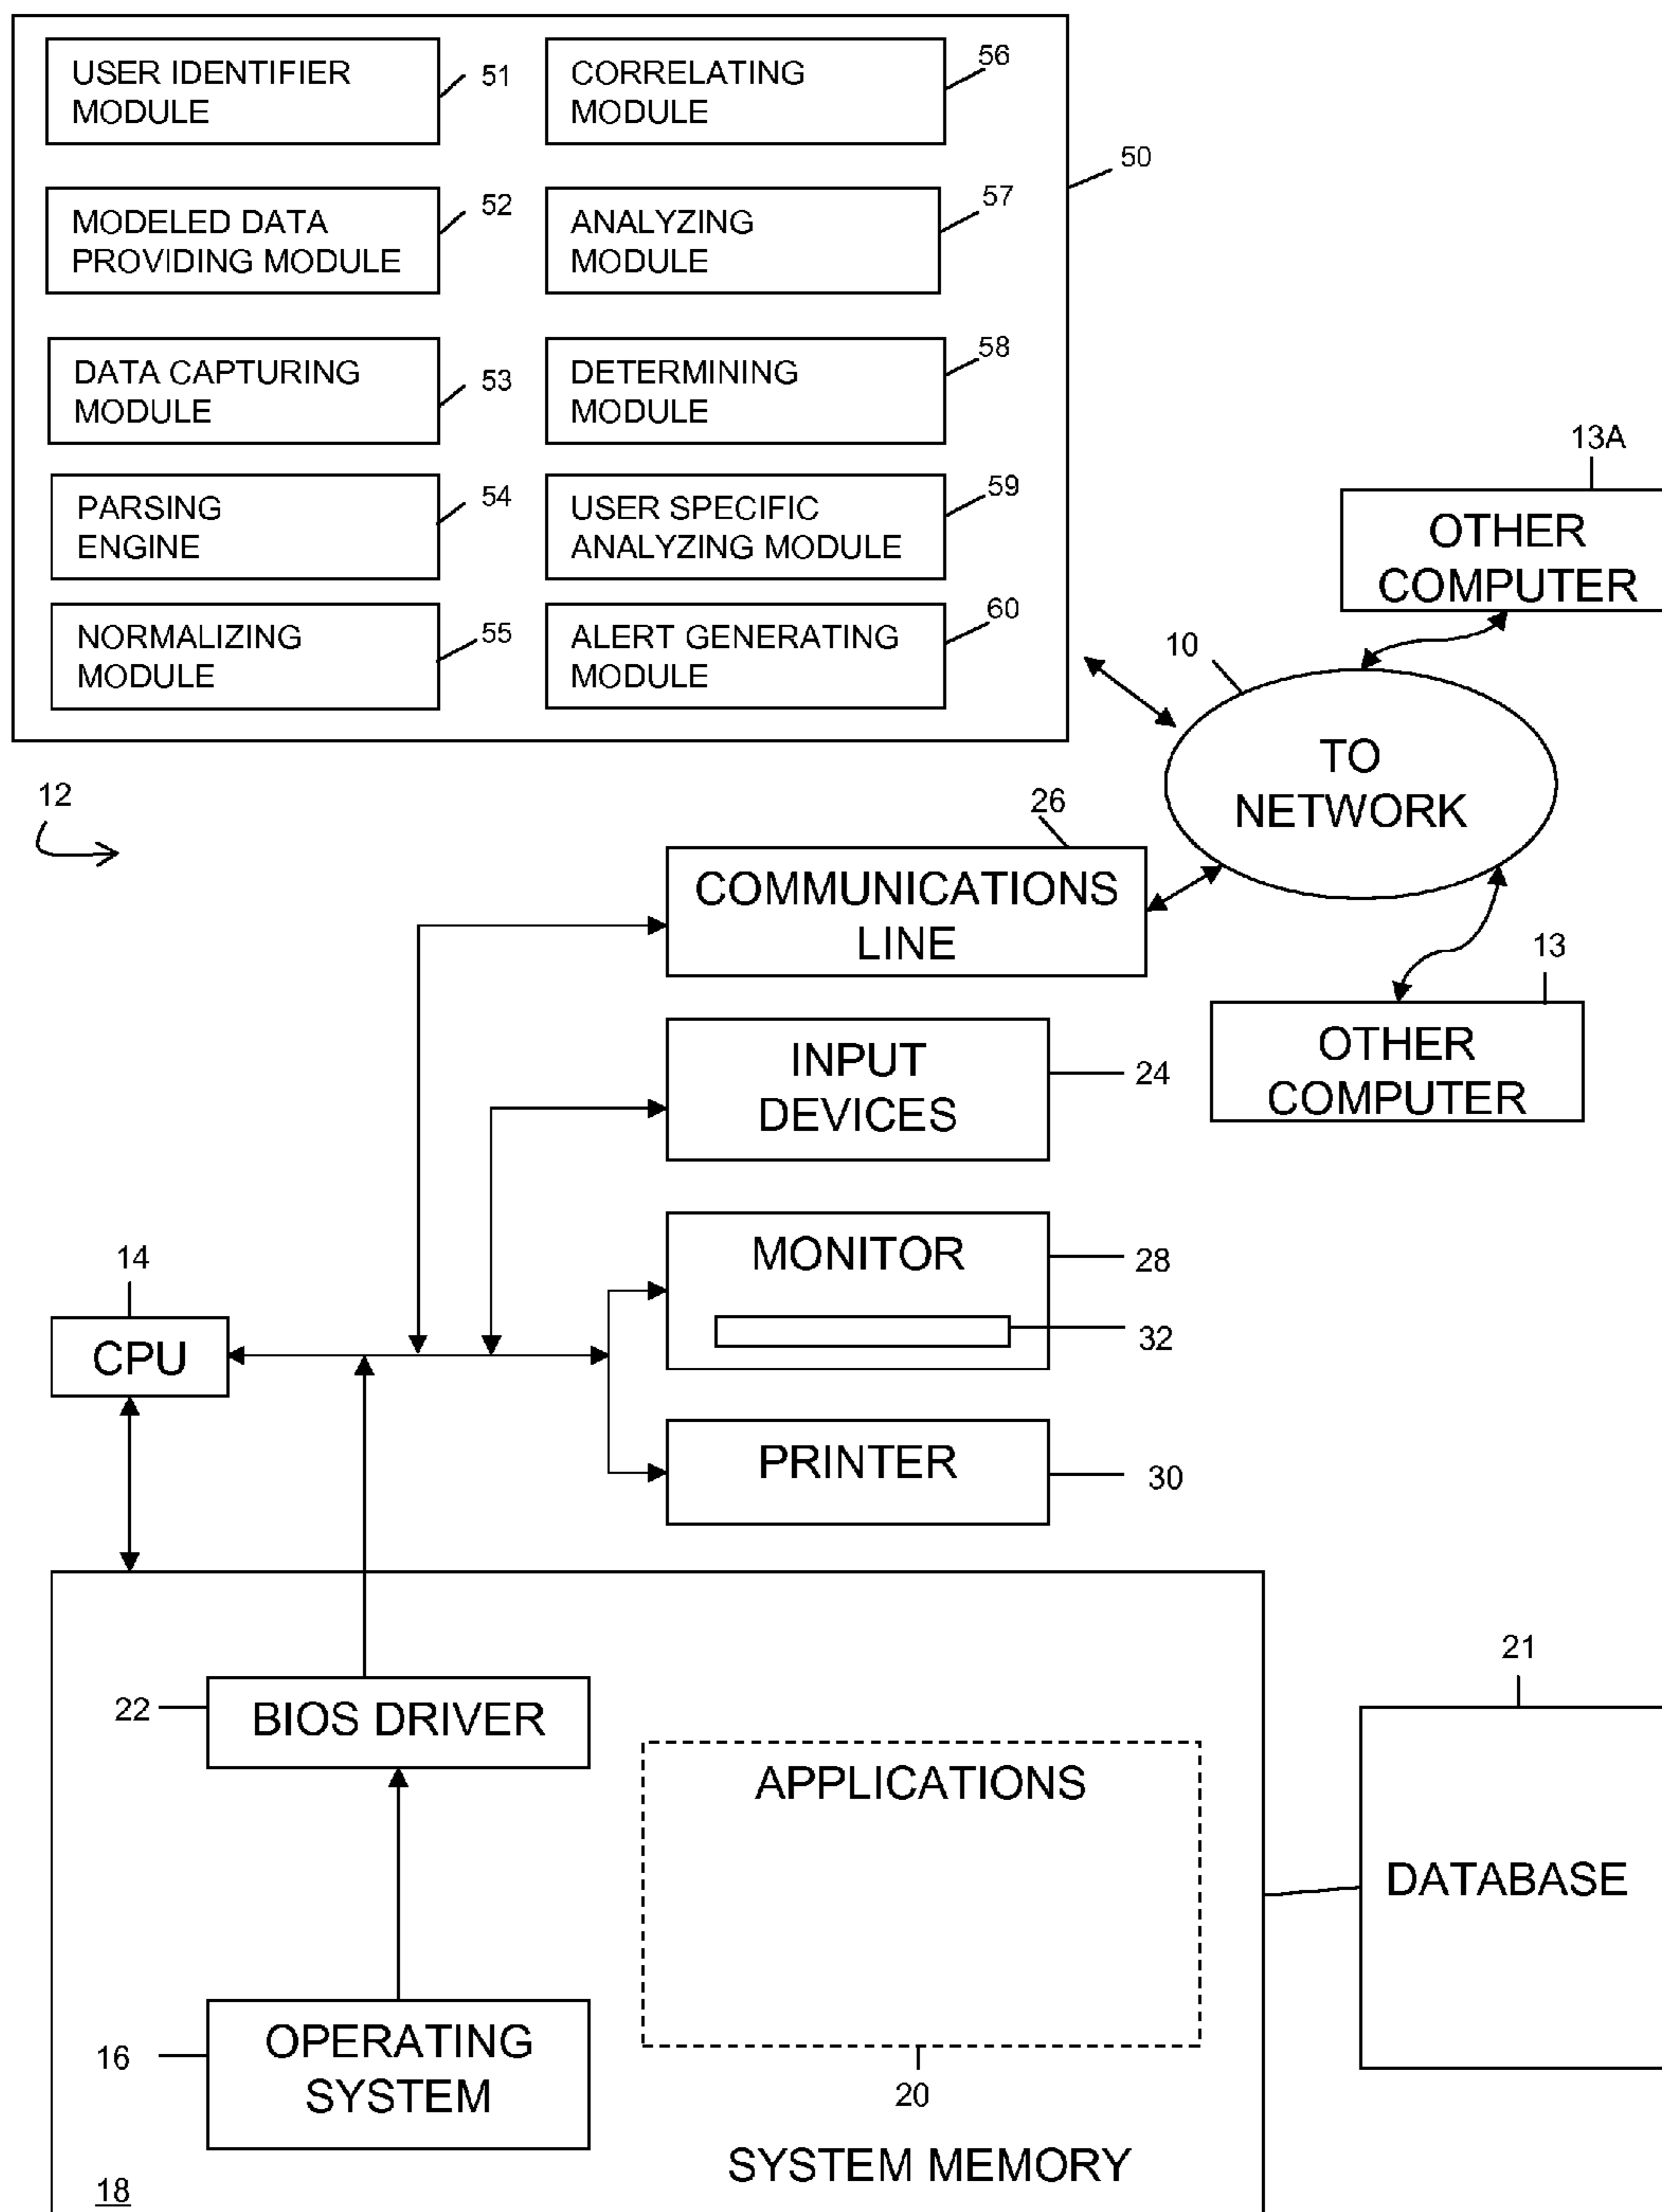 USER IDENTIFIER
MODULE
51
CORRELATING
MODULE
56
50
MODELED DATA
PROVIDING MODULE
52
ANALYZING
MODULE
57
DATA CAPTURING
MODULE
53
DETERMINING
MODULE
58
PARSING
ENGINE
54
USER SPECIFIC
ANALYZING MODULE
59
NORMALIZING
MODULE
55
ALERT GENERATING
MODULE
60
13A
OTHER
COMPUTER
10
TO
NETWORK
12
26
COMMUNICATIONS
LINE
13
OTHER
COMPUTER
INPUT
DEVICES
24
MONITOR
28
32
14
CPU
PRINTER
30
22
BIOS DRIVER
APPLICATIONS
21
DATABASE
16
OPERATING
SYSTEM
20
SYSTEM MEMORY
18